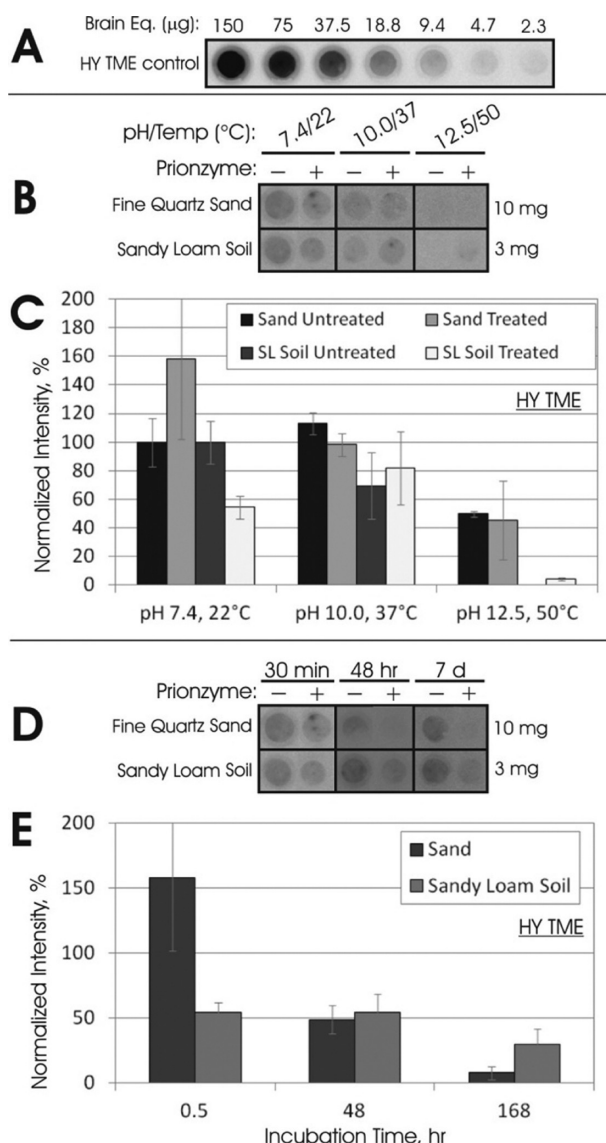 A
Brain Eq. (µg): 150 75 37.5 18.8 9.4 4.7 2.3
HY TME control
B
pH/Temp (°C): 7.4/22 10.0/37 12.5/50
Prionzyme: − + − + − +
Fine Quartz Sand 10 mg
Sandy Loam Soil 3 mg
C
Normalized Intensity, %
200
180
160
140
120
100
80
60
40
20
0
Sand Untreated Sand Treated
SL Soil Untreated SL Soil Treated
HY TME
pH 7.4, 22°C pH 10.0, 37°C pH 12.5, 50°C
D
30 min 48 hr 7 d
Prionzyme: − + − + − +
Fine Quartz Sand 10 mg
Sandy Loam Soil 3 mg
E
Normalized Intensity, %
200
150
100
50
0
Sand
Sandy Loam Soil
HY TME
0.5 48 168
Incubation Time, hr